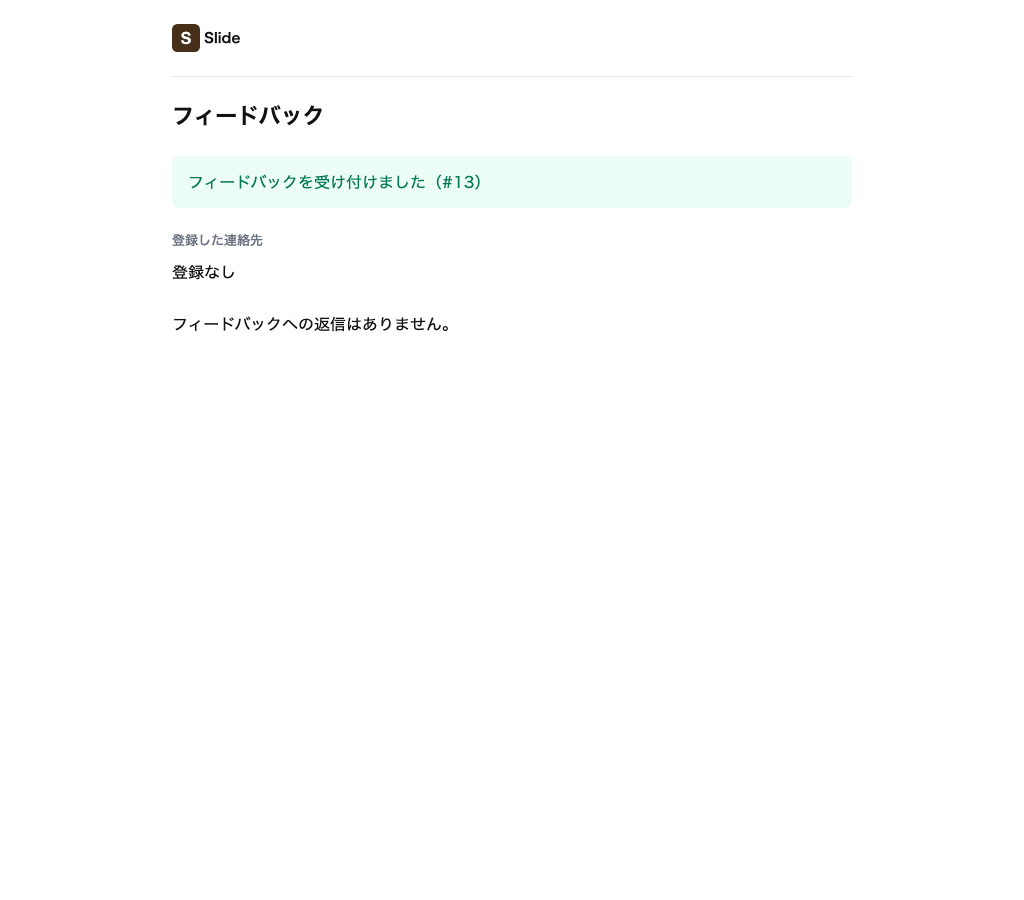 S Slide
フィードバック
フィードバックを受け付けました（#13）
登録した連絡先
登録なし
フィードバックへの返信はありません。